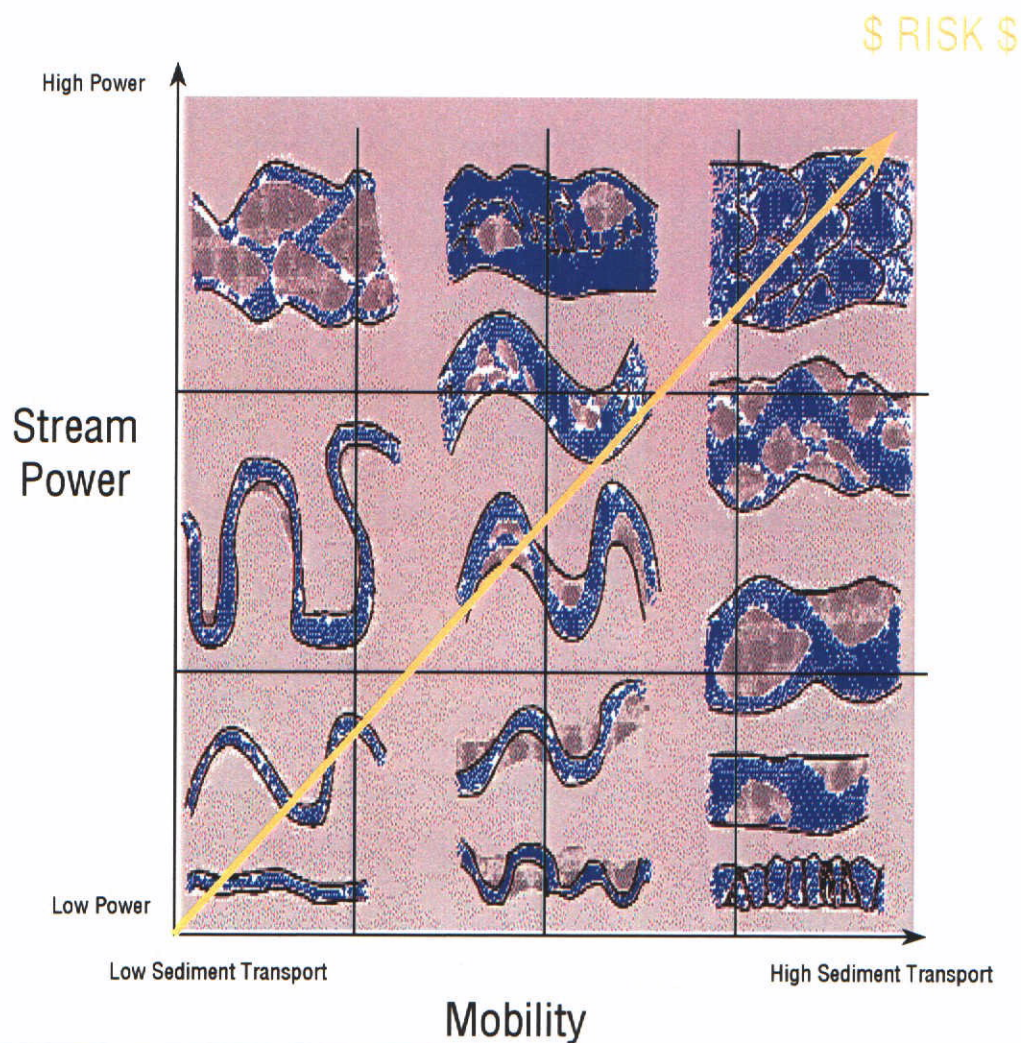 $ RISK $
High Power
Stream
Power
Low Power
Low Sediment Transport
High Sediment Transport
Mobility